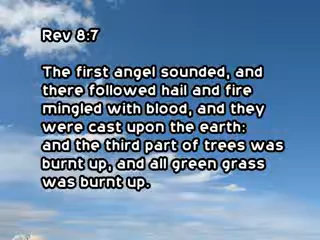 Rev 8:7
The first angel sounded, and
there followed hail and fire
mingled with blood, and they
were cast upon the earth:
and the third part of trees was
burnt up, and all green grass
was burnt up.